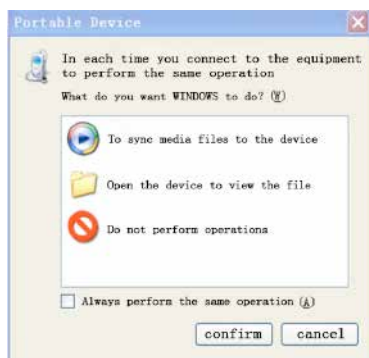 Portable Device
In each time you connect to the equipment
to perform the same operation
What do you want WINDOWS to do? (W)
To sync media files to the device
Open the device to view the file
Do not perform operations
Always perform the same operation (A)
confirm
cancel